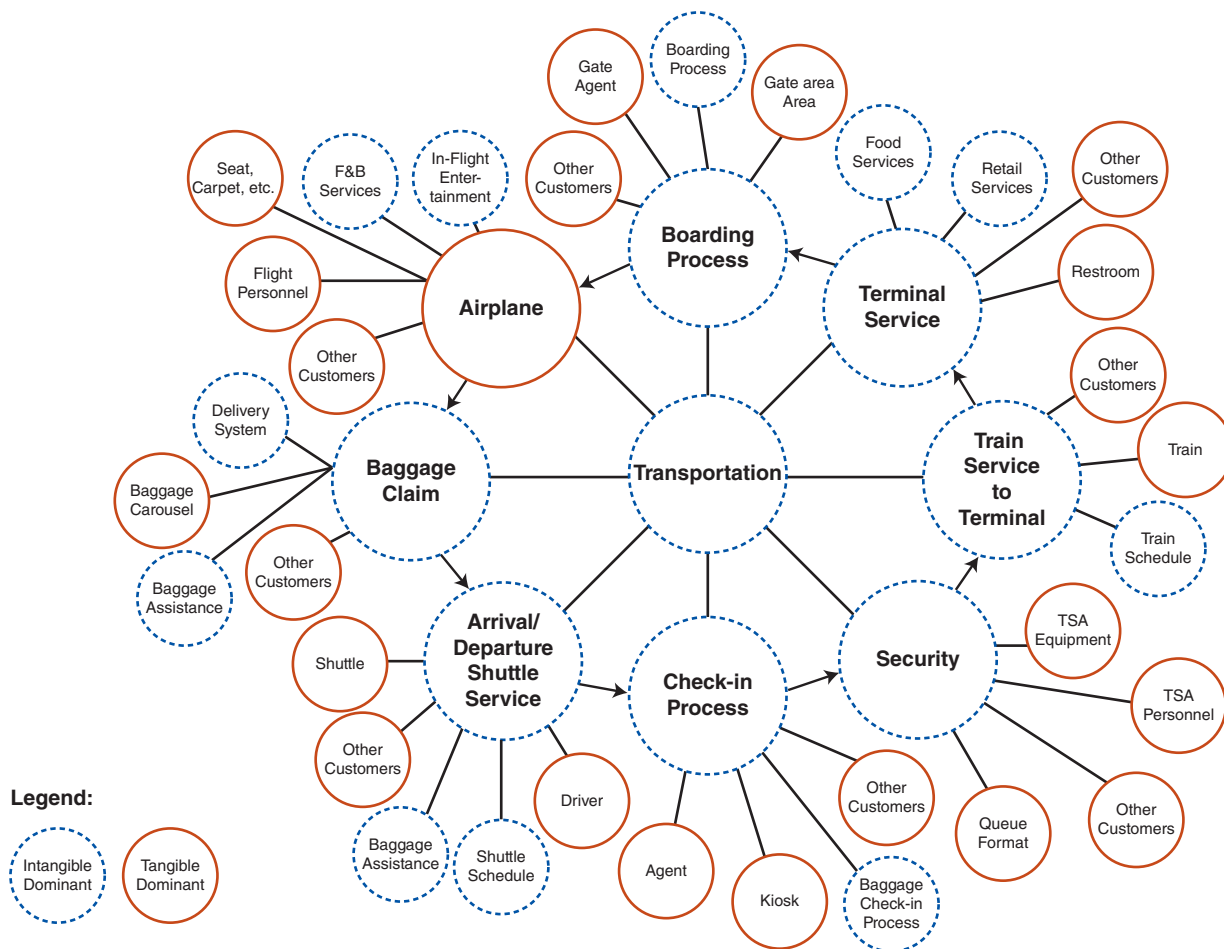 Boarding
Process
Gate
Agent
Gate area
Area
Other
Customers
Boarding
Process
Food
Services
Retail
Services
Other
Customers
Restroom
Terminal
Service
Seat,
Carpet, etc.
F&B
Services
In-Flight
Enter-
tainment
Flight
Personnel
Other
Customers
Airplane
Other
Customers
Train
Train
Schedule
Train
Service
to
Terminal
Transportation
Delivery
System
Baggage
Carousel
Baggage
Assistance
Other
Customers
Baggage
Claim
Arrival/
Departure
Shuttle
Service
Shuttle
Other
Customers
Baggage
Assistance
Shuttle
Schedule
Driver
Check-in
Process
Agent
Kiosk
Baggage
Check-in
Process
Other
Customers
Security
TSA
Equipment
TSA
Personnel
Other
Customers
Queue
Format
Legend:
Intangible
Dominant
Tangible
Dominant